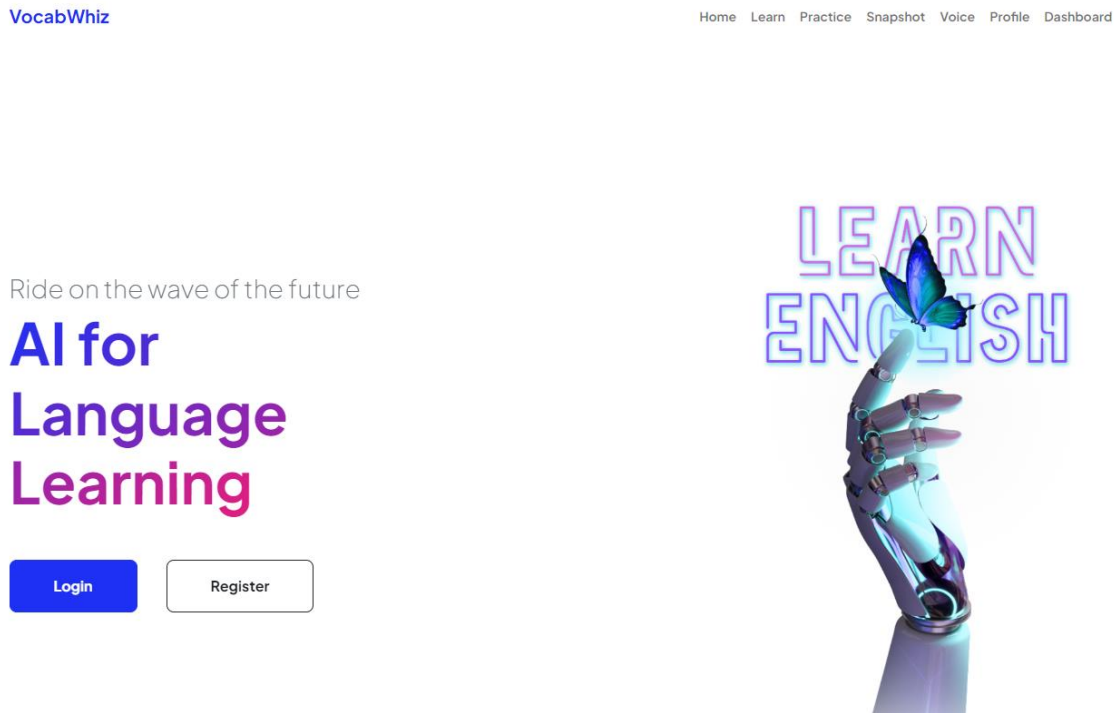 VocabWhiz
Home Learn Practice Snapshot Voice Profile Dashboard
LEARN
ENGLISH
Ride on the wave of the future
AI for
Language
Learning
Login Register